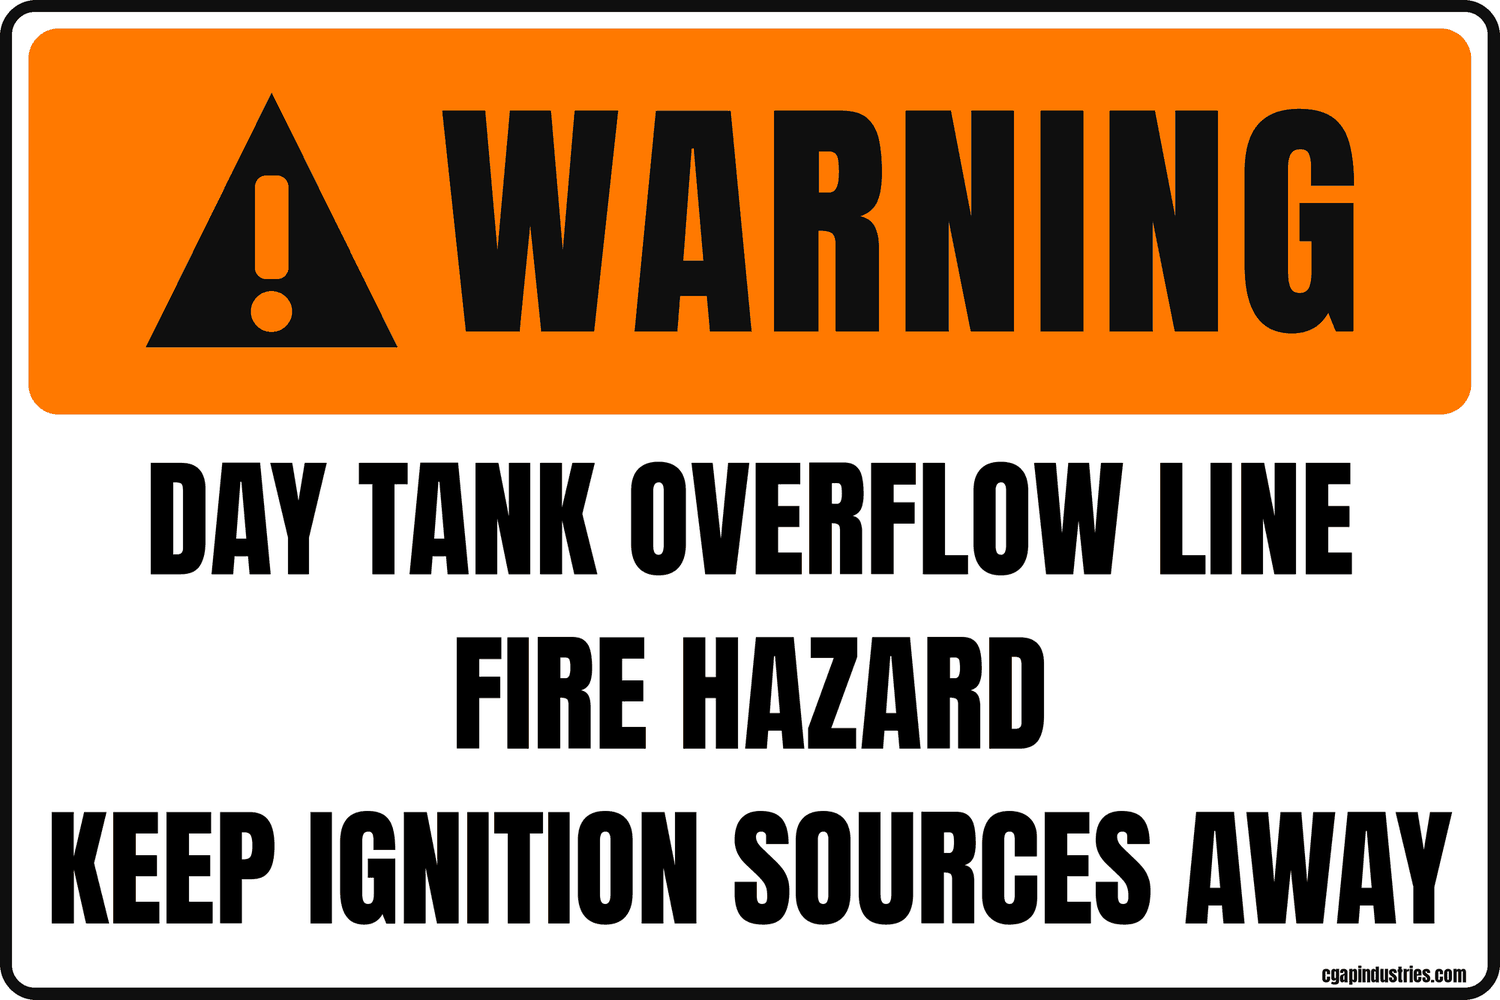 WARNING
DAY TANK OVERFLOW LINE
FIRE HAZARD
KEEP IGNITION SOURCES AWAY
cgapindustries.com